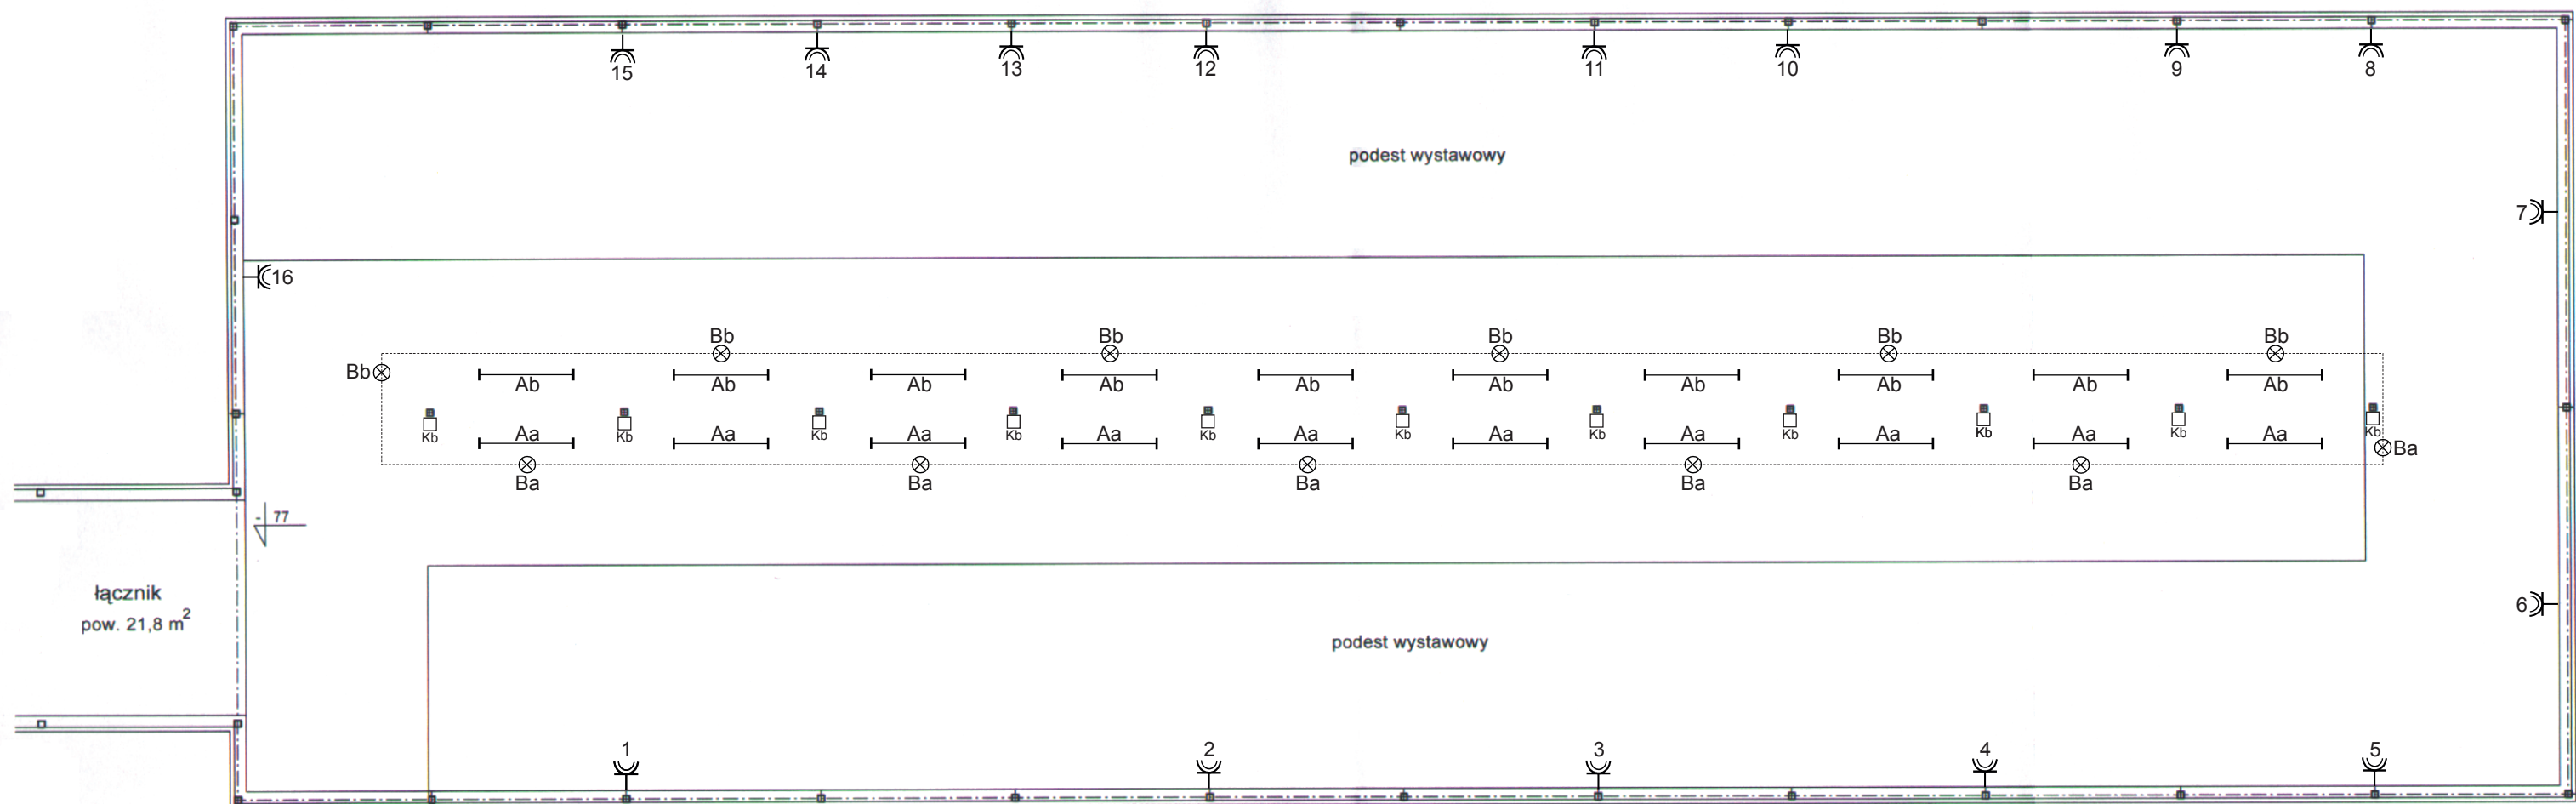 15 14 13 12 11 10 9 8
podest wystawowy
7
16
Bb Bb Bb Bb Bb
Bb
Ab Ab Ab Ab Ab Ab Ab Ab Ab Ab
Kb Kb Kb Kb Kb Kb Kb Kb Kb Kb Kb
Aa Aa Aa Aa Aa Aa Aa Aa Aa Aa
Ba
Ba Ba Ba Ba Ba
- 77
łącznik
pow. 21,8 m²
6
podest wystawowy
1 2 3 4 5